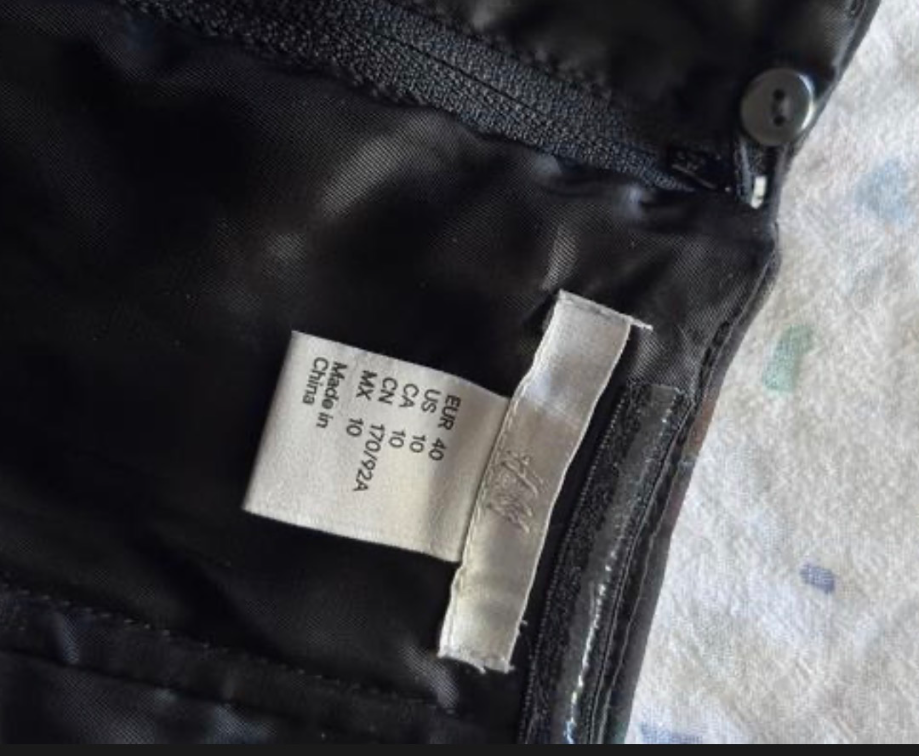 H&M
EUR 40
US 10
CA 10
CN 170/92A
MX 10
Made in
China